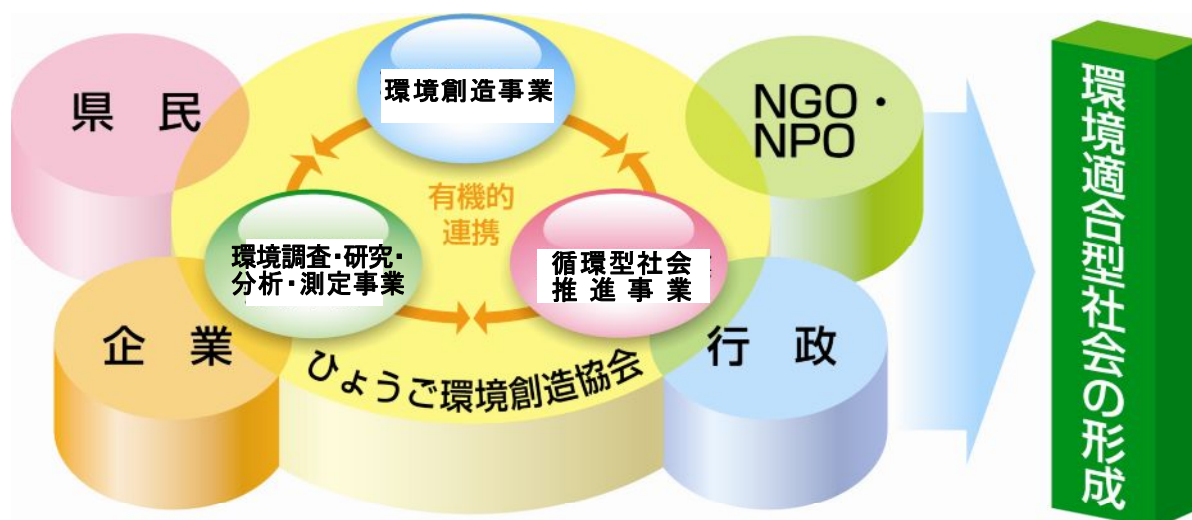 県 民
環境創造事業
NGO・
NPO
有機的
連携
環境調査・研究・
分析・測定事業
循環型社会
推進事業
企 業
行 政
ひょうご環境創造協会
環境適合型社会の形成